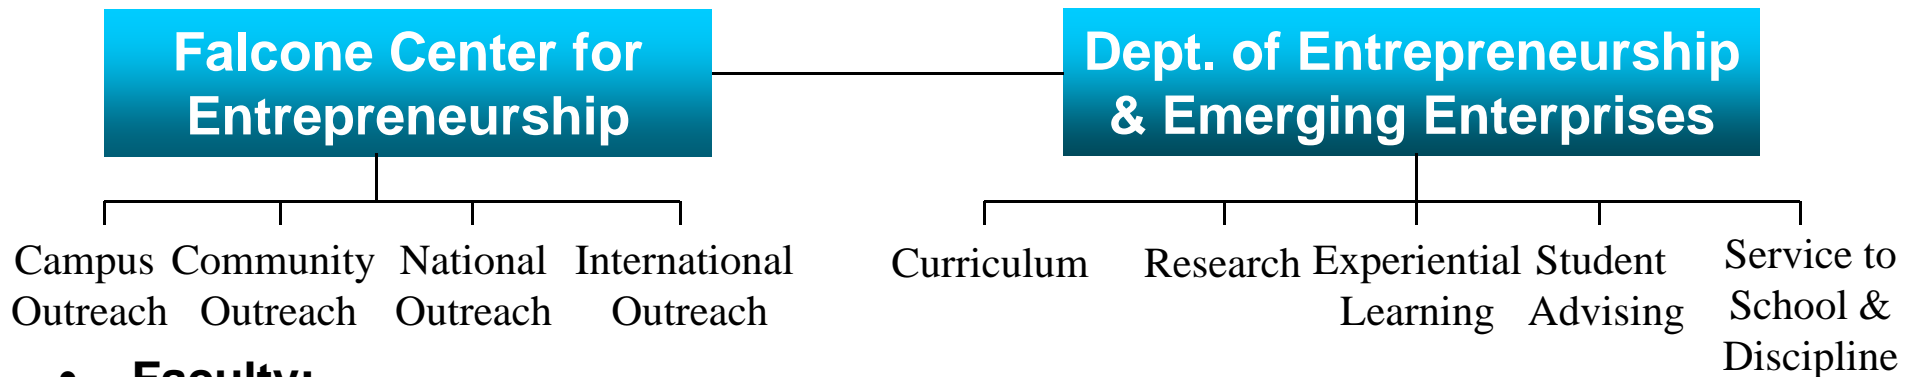 Falcone Center for
Entrepreneurship
Dept. of Entrepreneurship
& Emerging Enterprises
Campus
Outreach
Community
Outreach
National
Outreach
International
Outreach
Curriculum
Research
Experiential
Learning
Student
Advising
Service to
School &
Discipline
• Faculty: